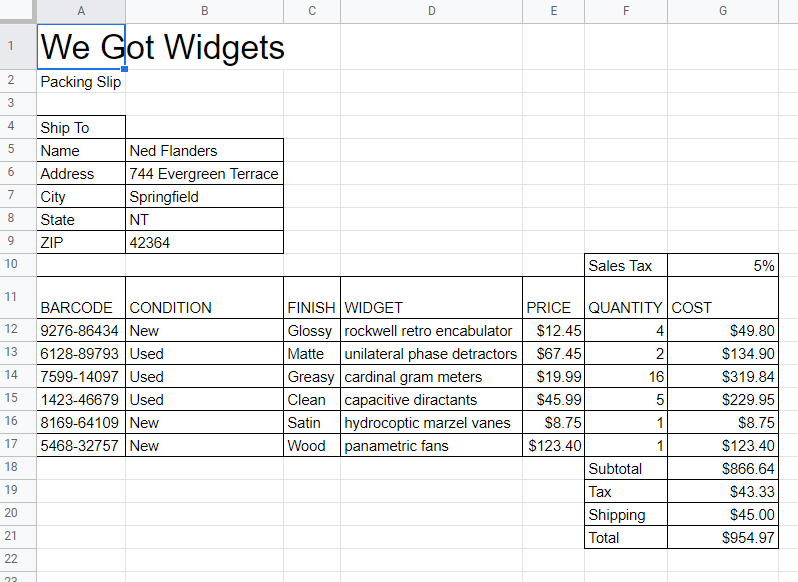 A B C D E F G
1 We Got Widgets
2 Packing Slip
3
4 Ship To
5 Name Ned Flanders
6 Address 744 Evergreen Terrace
7 City Springfield
8 State NT
9 ZIP 42364
10 Sales Tax 5%
11 BARCODE CONDITION FINISH WIDGET PRICE QUANTITY COST
12 9276-86434 New Glossy rockwell retro encabulator $12.45 4 $49.80
13 6128-89793 Used Matte unilateral phase detractors $67.45 2 $134.90
14 7599-14097 Used Greasy cardinal gram meters $19.99 16 $319.84
15 1423-46679 Used Clean capacitive diractants $45.99 5 $229.95
16 8169-64109 New Satin hydrocoptic marzel vanes $8.75 1 $8.75
17 5468-32757 New Wood panametric fans $123.40 1 $123.40
18 Subtotal $866.64
19 Tax $43.33
20 Shipping $45.00
21 Total $954.97
22
23